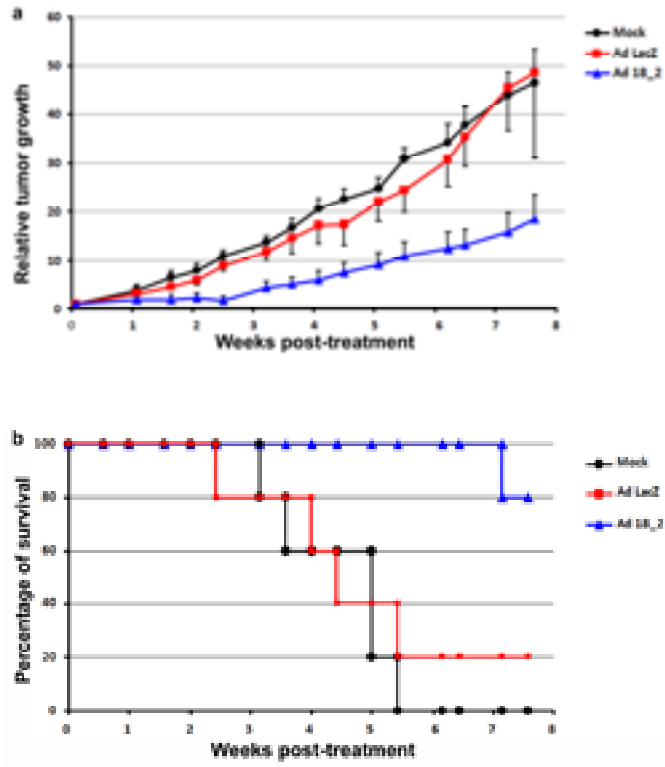 a
60
50
40
30
20
10
0
0 1 2 3 4 5 6 7 8
Relative tumor growth
Weeks post-treatment
Mock
Ad LacZ
Ad 18_2
b
100
80
60
40
20
0
0 1 2 3 4 5 6 7 8
Percentage of survival
Weeks post-treatment
Mock
Ad LacZ
Ad 18_2